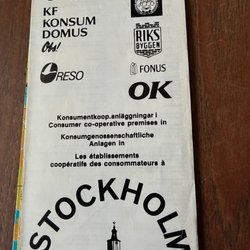 KF
KONSUM
DOMUS
Obs!
RIKS
BYGGEN
RESO
FONUS
OK
Konsumentkoop.anläggningar i
Consumer co-operative premises in
Konsumgenossenschaftliche
Anlagen in
Les établissements
coopératifs des consommateurs à
STOCKHOLM